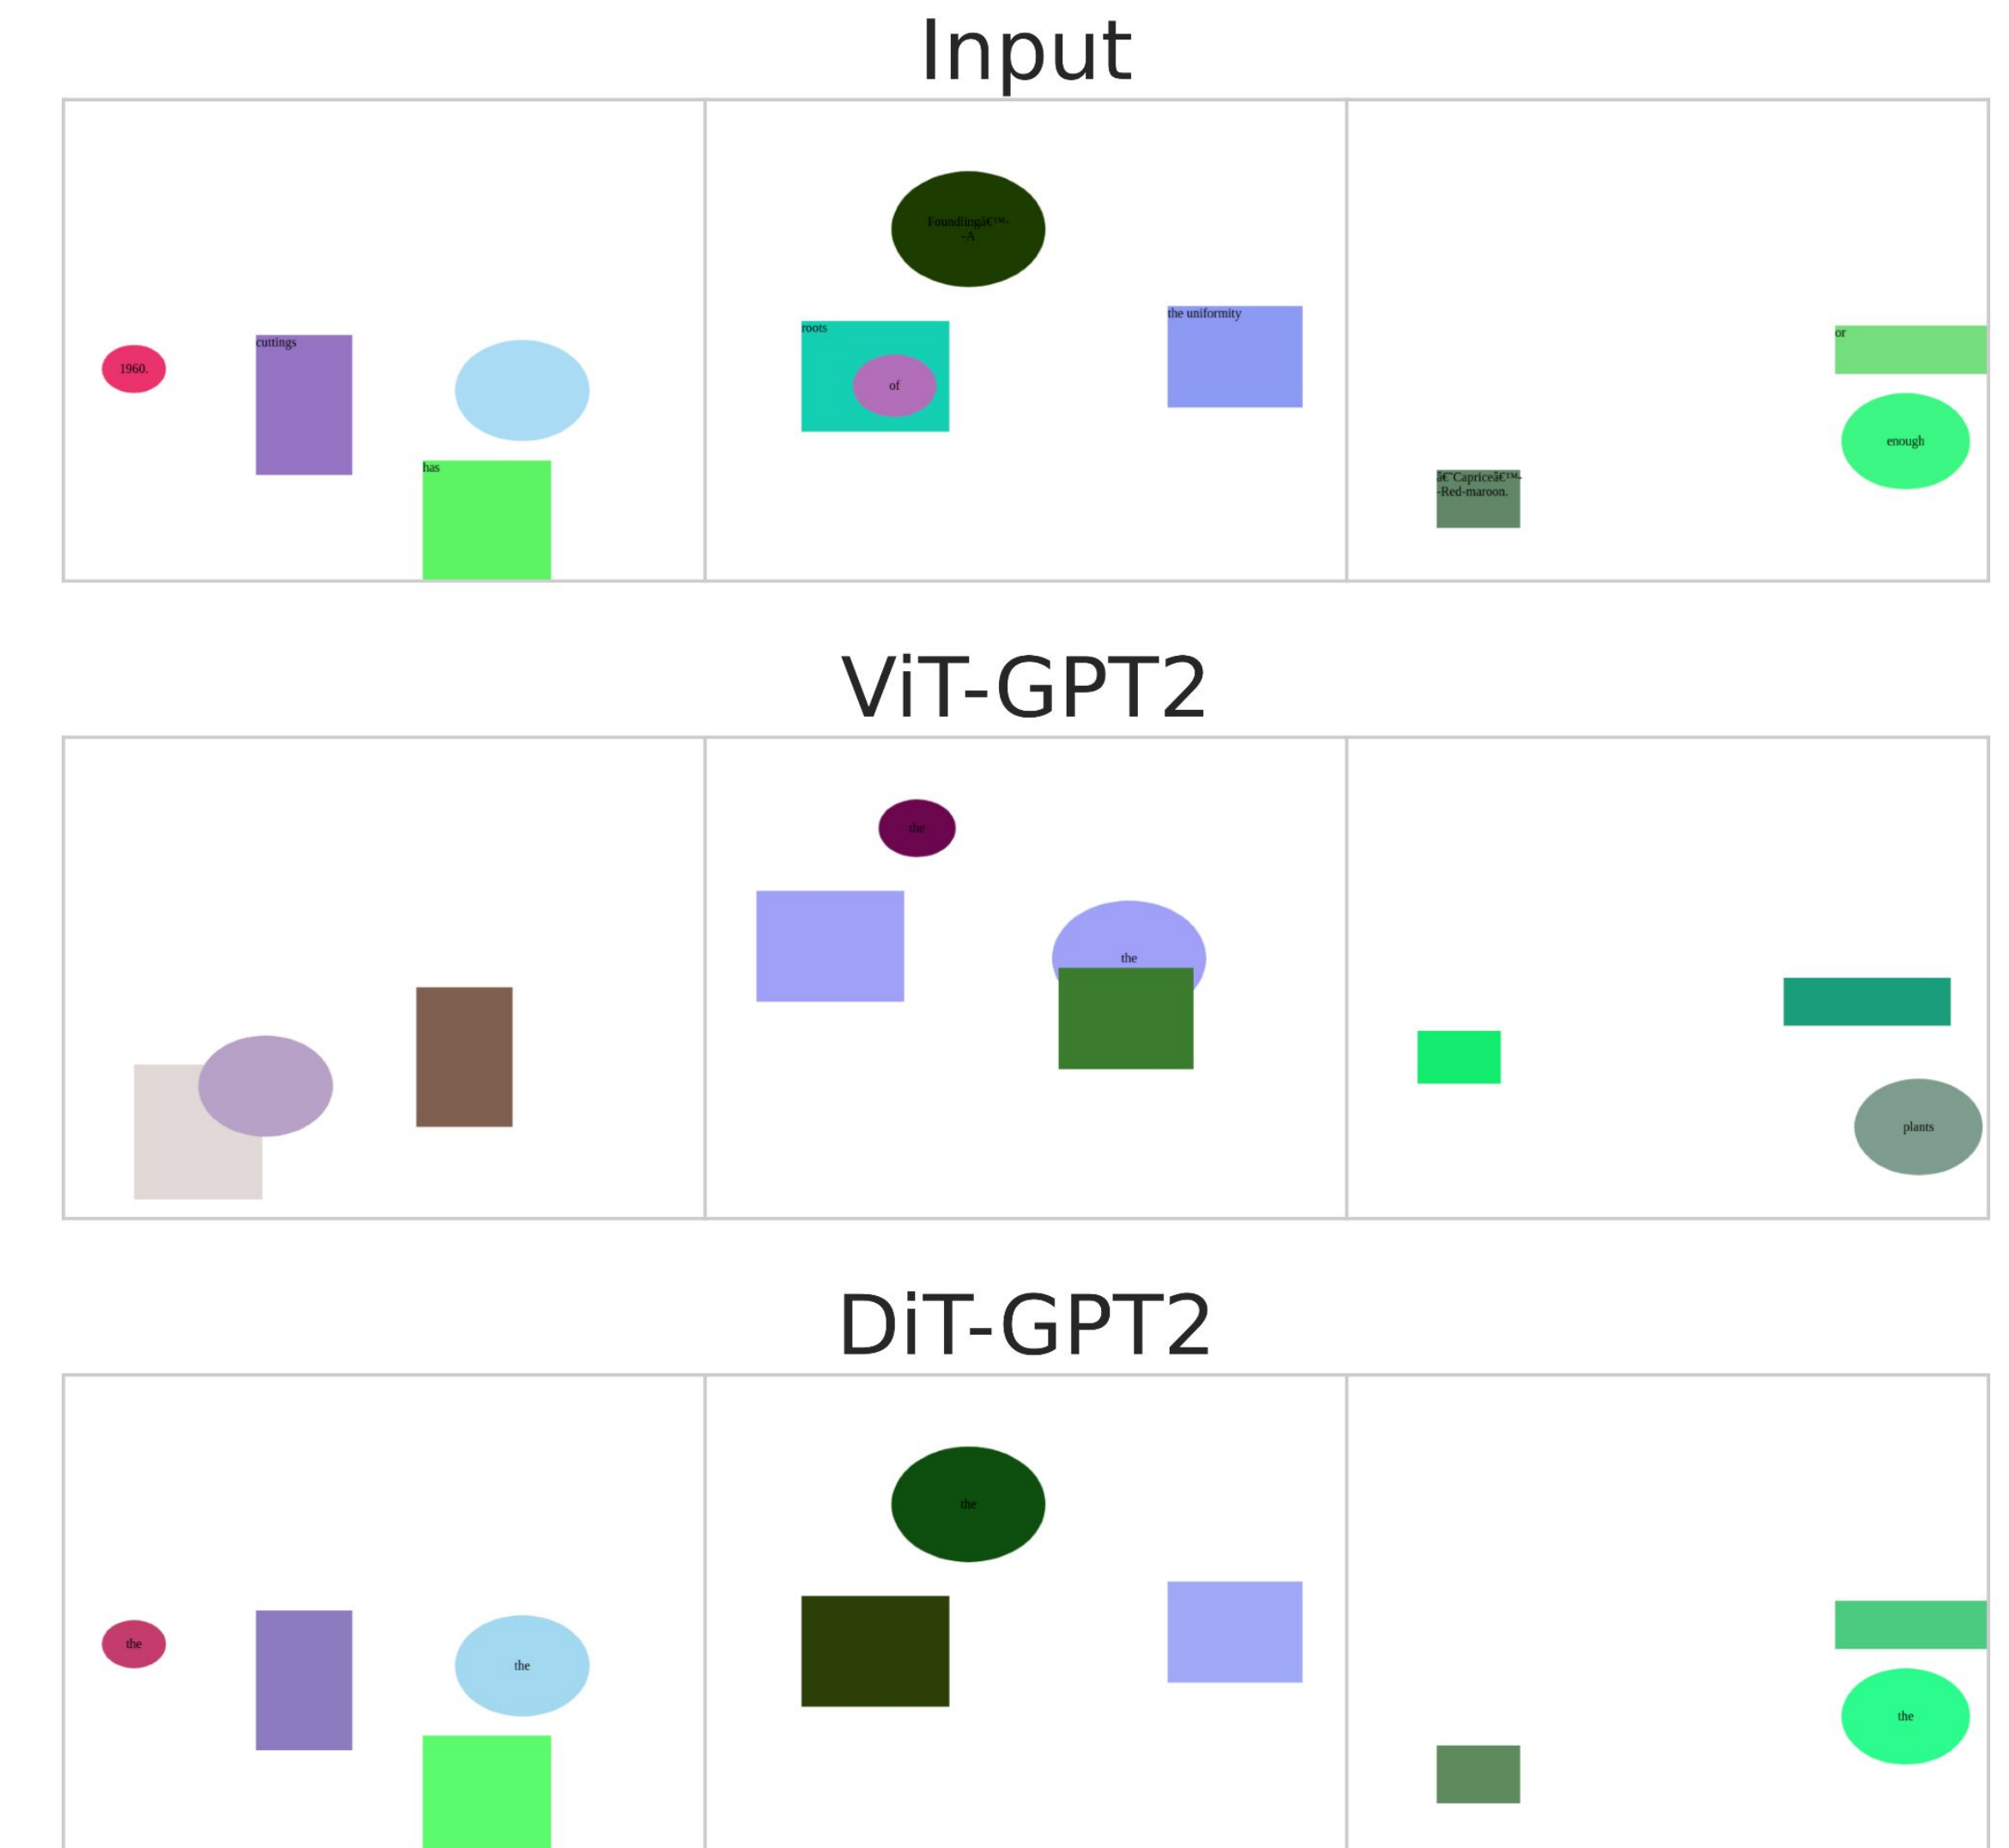 Input
1960.
cuttings
has
Foundlingâ€™-
-A
roots
of
the uniformity
or
enough
â€˜Capriceâ€™-
-Red-maroon.
ViT-GPT2
the
the
plants
DiT-GPT2
the
the
the
the